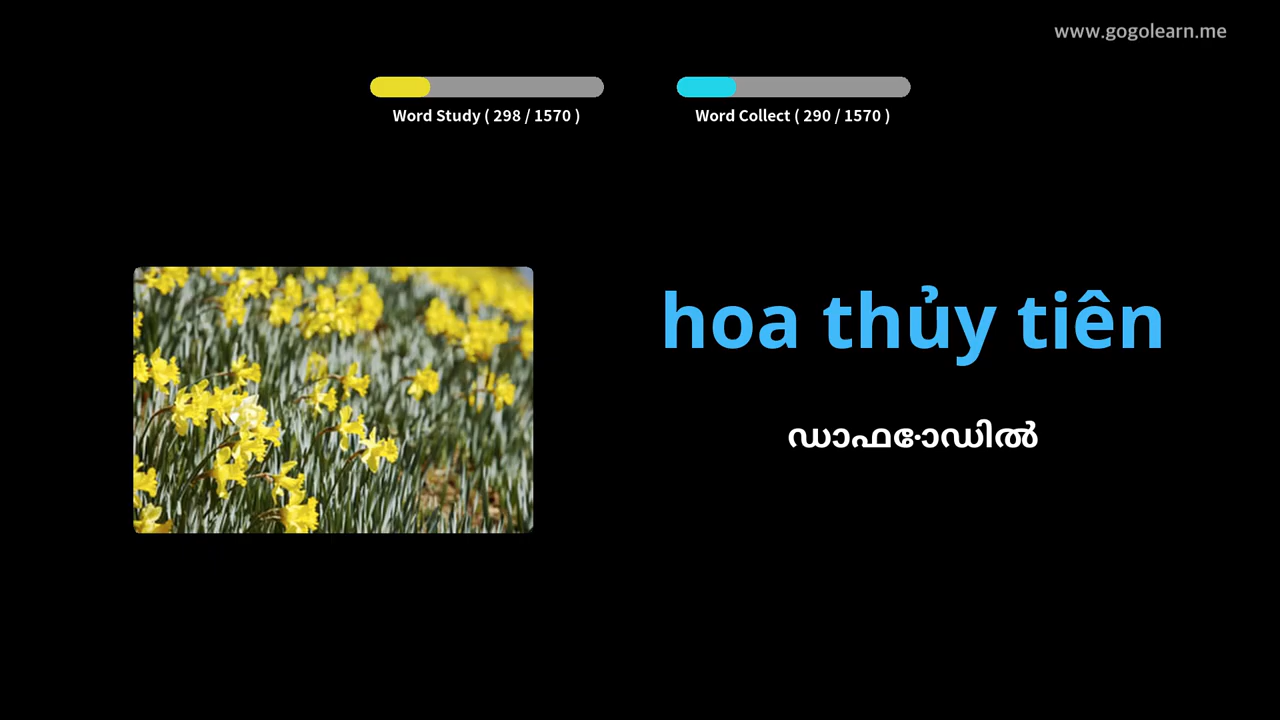 www.gogolearn.me
Word Study ( 298 / 1570 )
Word Collect ( 290 / 1570 )
hoa thủy tiên
ഡാഫോഡിൽ